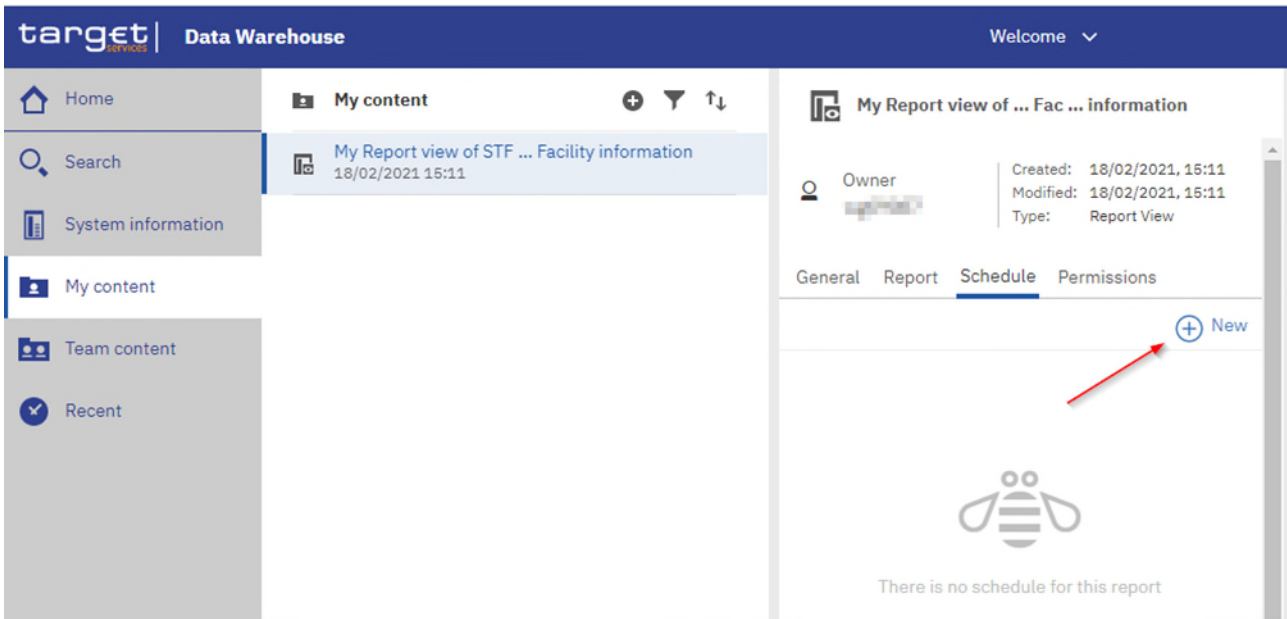 target services | Data Warehouse
Welcome
Home
Search
System information
My content
Team content
Recent
My content
My Report view of STF ... Facility information
18/02/2021 15:11
My Report view of ... Fac ... information
Owner
Created: 18/02/2021, 15:11
Modified: 18/02/2021, 15:11
Type: Report View
General Report Schedule Permissions
New
There is no schedule for this report